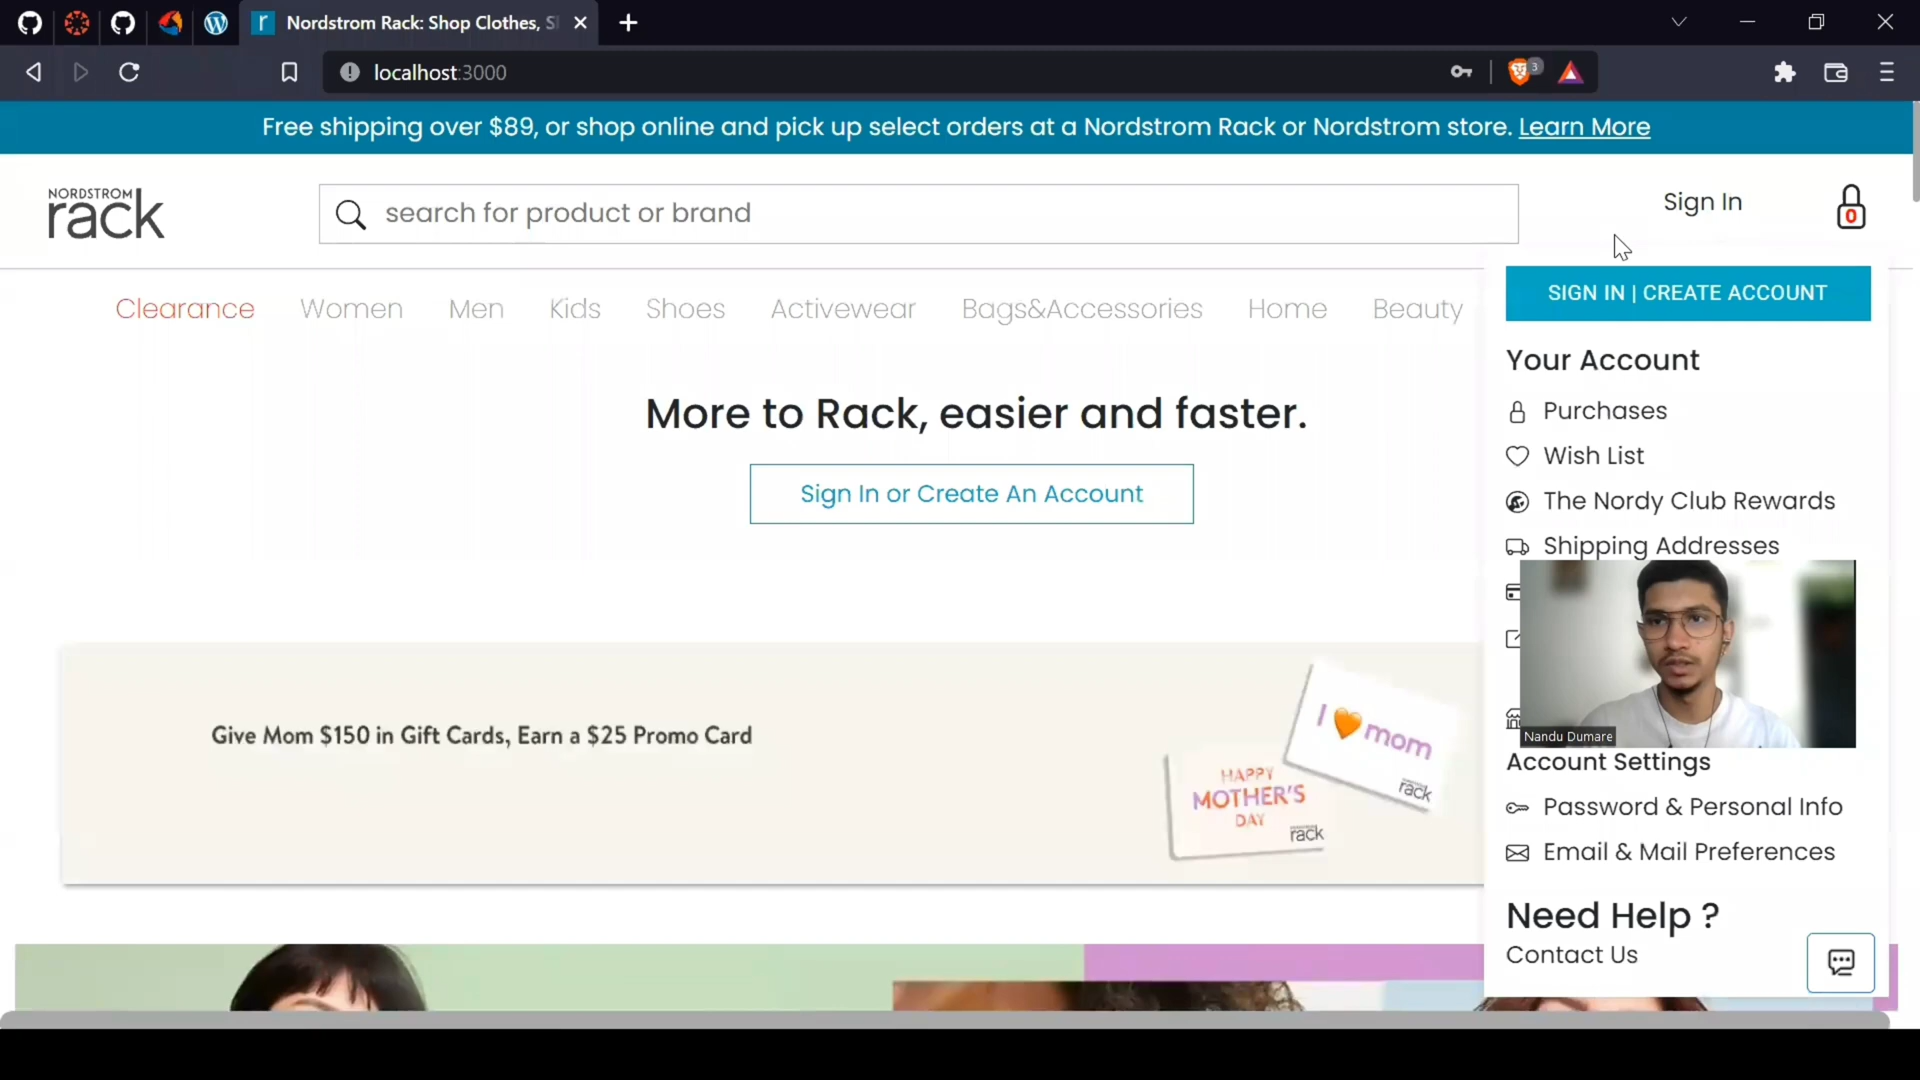 Nordstrom Rack: Shop Clothes, S
localhost:3000
3
Free shipping over $89, or shop online and pick up select orders at a Nordstrom Rack or Nordstrom store. Learn More
NORDSTROM
rack
search for product or brand
Sign In
0
SIGN IN | CREATE ACCOUNT
Clearance Women Men Kids Shoes Activewear Bags&Accessories Home Beauty
Your Account
Purchases
Wish List
The Nordy Club Rewards
Shipping Addresses
More to Rack, easier and faster.
Sign In or Create An Account
Give Mom $150 in Gift Cards, Earn a $25 Promo Card
I 🧡 mom
rack
HAPPY
MOTHER'S
DAY
rack
Nandu Dumare
Account Settings
Password & Personal Info
Email & Mail Preferences
Need Help ?
Contact Us